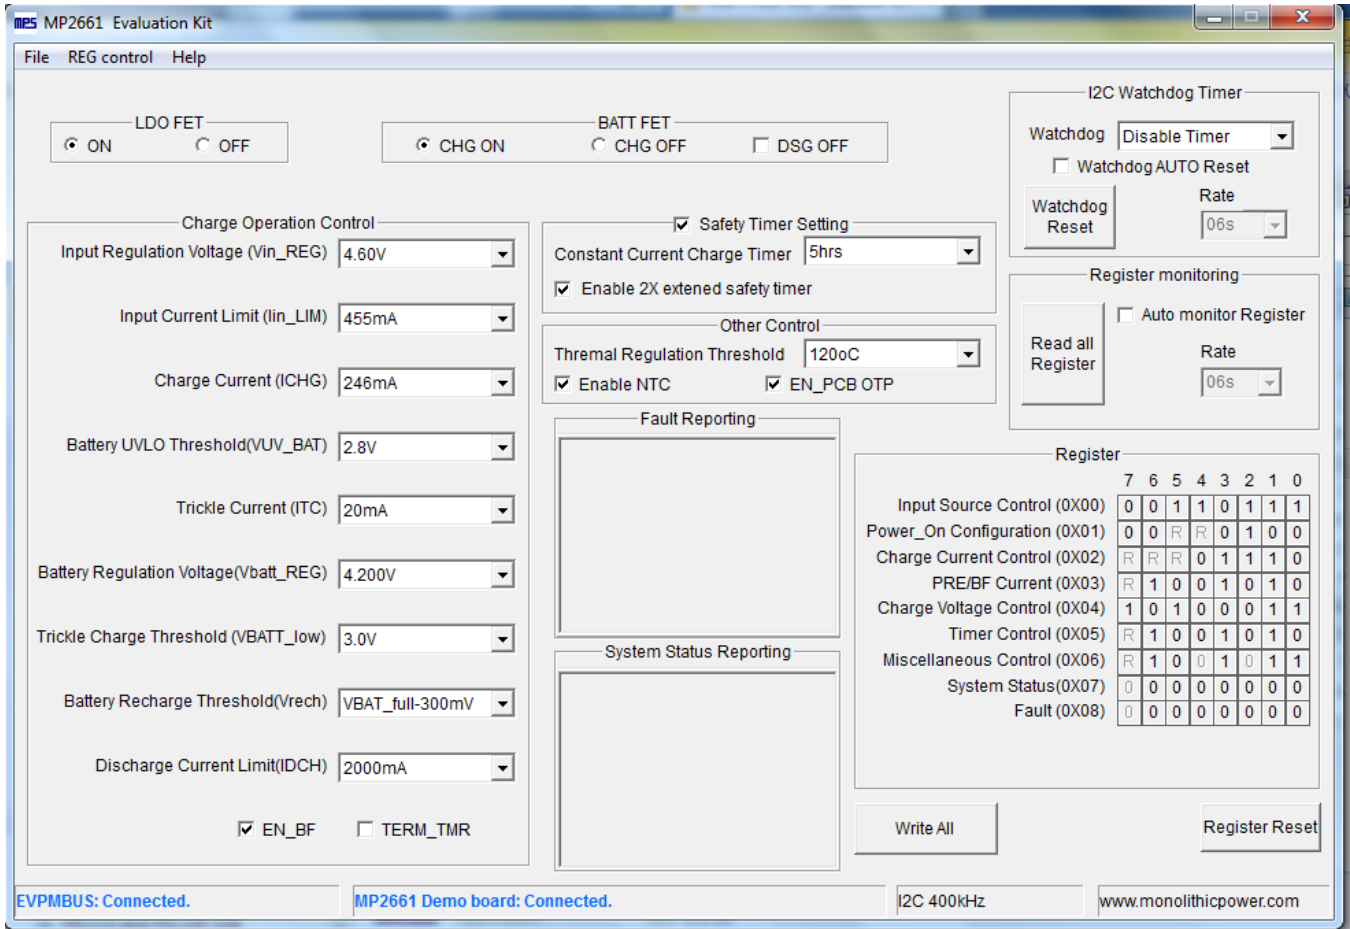 mps MP2661 Evaluation Kit
File REG control Help
LDO FET
ON OFF
BATT FET
CHG ON CHG OFF DSG OFF
I2C Watchdog Timer
Watchdog Disable Timer
Watchdog AUTO Reset
Watchdog
Reset
Rate
06s
Charge Operation Control
Input Regulation Voltage (Vin_REG) 4.60V
Input Current Limit (Iin_LIM) 455mA
Charge Current (ICHG) 246mA
Battery UVLO Threshold(VUV_BAT) 2.8V
Trickle Current (ITC) 20mA
Battery Regulation Voltage(Vbatt_REG) 4.200V
Trickle Charge Threshold (VBATT_low) 3.0V
Battery Recharge Threshold(Vrech) VBAT_full-300mV
Discharge Current Limit(IDCH) 2000mA
EN_BF TERM_TMR
Safety Timer Setting
Constant Current Charge Timer 5hrs
Enable 2X extened safety timer
Other Control
Thremal Regulation Threshold 120oC
Enable NTC EN_PCB OTP
Fault Reporting
System Status Reporting
Register monitoring
Read all
Register
Auto monitor Register
Rate
06s
Register
7 6 5 4 3 2 1 0
Input Source Control (0X00) 0 0 1 1 0 1 1 1
Power_On Configuration (0X01) 0 0 R R 0 1 0 0
Charge Current Control (0X02) R R R 0 1 1 1 0
PRE/BF Current (0X03) R 1 0 0 1 0 1 0
Charge Voltage Control (0X04) 1 0 1 0 0 0 1 1
Timer Control (0X05) R 1 0 0 1 0 1 0
Miscellaneous Control (0X06) R 1 0 0 1 0 1 1
System Status(0X07) 0 0 0 0 0 0 0 0
Fault (0X08) 0 0 0 0 0 0 0 0
Write All
Register Reset
EVPMBUS: Connected.
MP2661 Demo board: Connected.
I2C 400kHz
www.monolithicpower.com